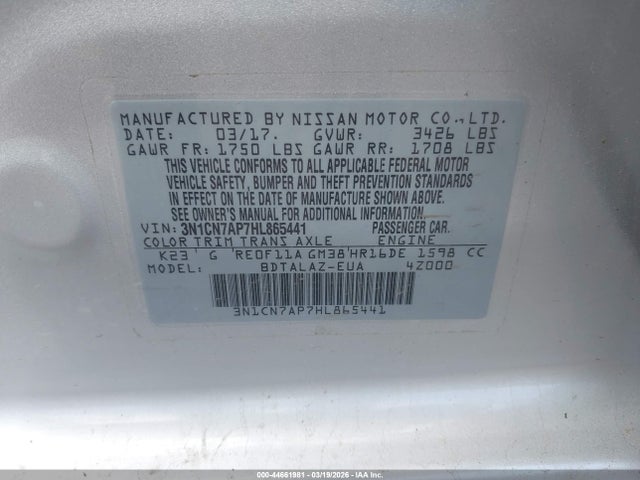 MANUFACTURED BY NISSAN MOTOR CO.,LTD.
DATE: 03/17. GVWR: 3426 LBS
GAWR FR: 1750 LBS GAWR RR: 1708 LBS
THIS VEHICLE CONFORMS TO ALL APPLICABLE FEDERAL MOTOR
VEHICLE SAFETY, BUMPER AND THEFT PREVENTION STANDARDS
IN EFFECT ON THE DATE OF MANUFACTURE SHOWN ABOVE.
SEE OWNER'S MANUAL FOR ADDITIONAL INFORMATION.
VIN: 3N1CN7AP7HL865441 PASSENGER CAR.
COLOR TRIM TRANS AXLE ENGINE
K23 G RE0F11A GM38 HR16DE 1598 CC
MODEL: BDTALAZ-EUA 4Z000
3N1CN7AP7HL865441
000-44661981 - 03/19/2026 - IAA, Inc.